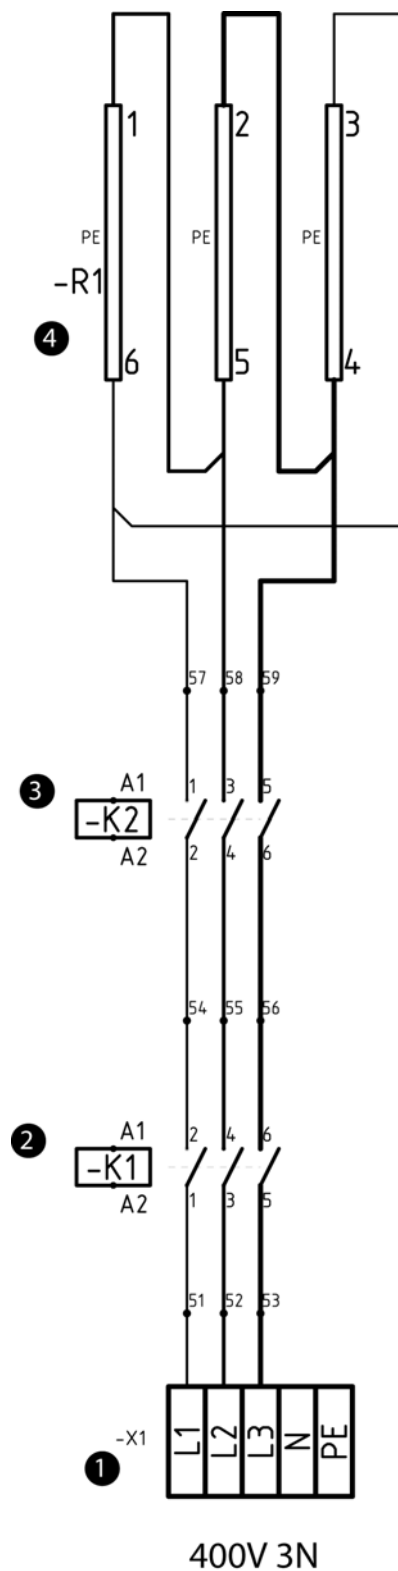 1 2 3
PE PE PE
-R1
4
6 5 4
57 58 59
A1 1 3 5
3
-K2
A2 2 4 6
54 55 56
A1 2 4 6
2
-K1
A2 1 3 5
51 52 53
-X1 L1 L2 L3 N PE
1
400V 3N